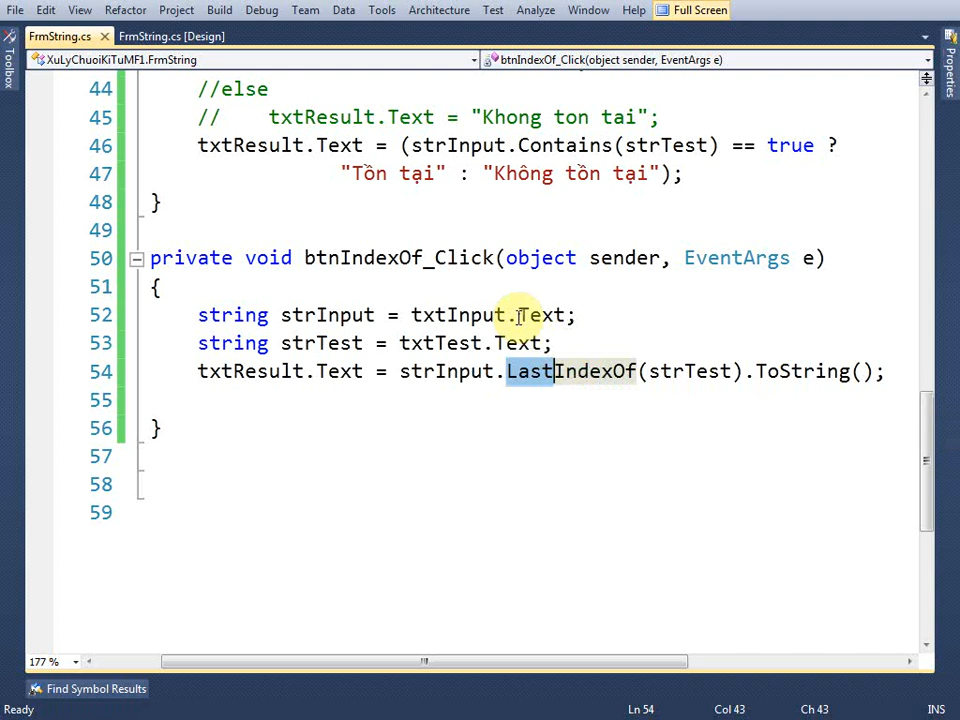 File Edit View Refactor Project Build Debug Team Data Tools Architecture Test Analyze Window Help Full Screen
FrmString.cs FrmString.cs [Design]
Toolbox
XuLyChuoiKiTuMF1.FrmString btnIndexOf_Click(object sender, EventArgs e)
Properties
44 //else
45 // txtResult.Text = "Khong ton tai";
46 txtResult.Text = (strInput.Contains(strTest) == true ?
47 "Tồn tại" : "Không tồn tại");
48 }
49
50 private void btnIndexOf_Click(object sender, EventArgs e)
51 {
52 string strInput = txtInput.Text;
53 string strTest = txtTest.Text;
54 txtResult.Text = strInput.LastIndexOf(strTest).ToString();
55
56 }
57
58
59
177 %
Find Symbol Results
Ready Ln 54 Col 43 Ch 43 INS